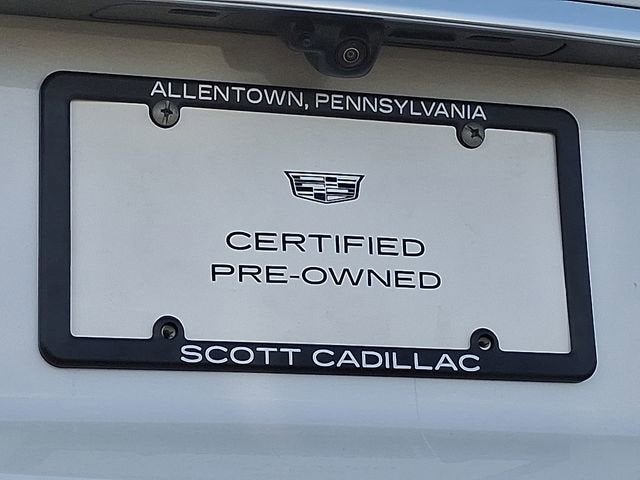 ALLENTOWN, PENNSYLVANIA
CERTIFIED
PRE-OWNED
SCOTT CADILLAC